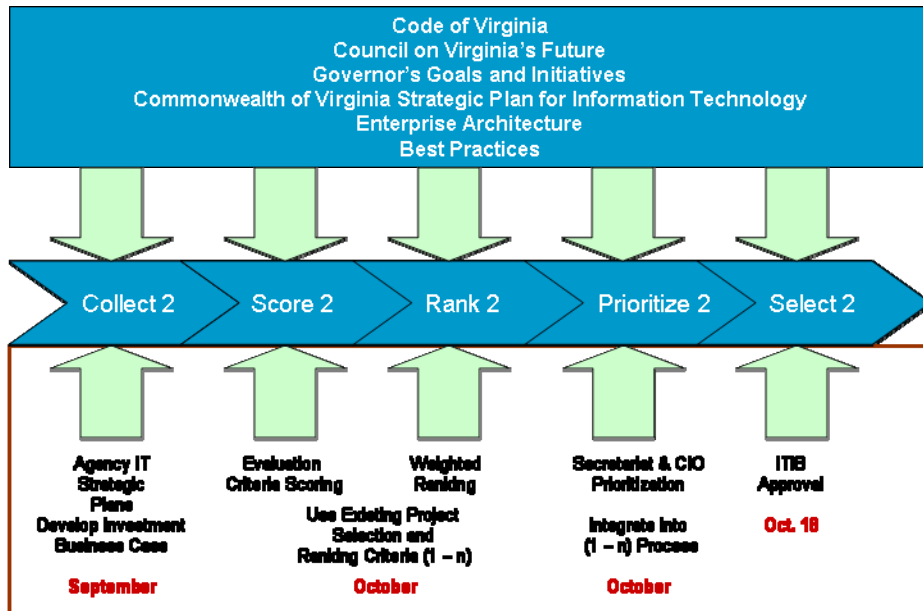 Code of Virginia
Council on Virginia's Future
Governor's Goals and Initiatives
Commonwealth of Virginia Strategic Plan for Information Technology
Enterprise Architecture
Best Practices
Collect 2
Score 2
Rank 2
Prioritize 2
Select 2
Agency IT
Strategic
Plans
Develop Investment
Business Case
September
Evaluation
Criteria Scoring
Weighted
Ranking
Use Existing Project
Selection and
Ranking Criteria (1 – n)
October
Secretariat & CIO
Prioritization
Integrate into
(1 – n) Process
October
ITIB
Approval